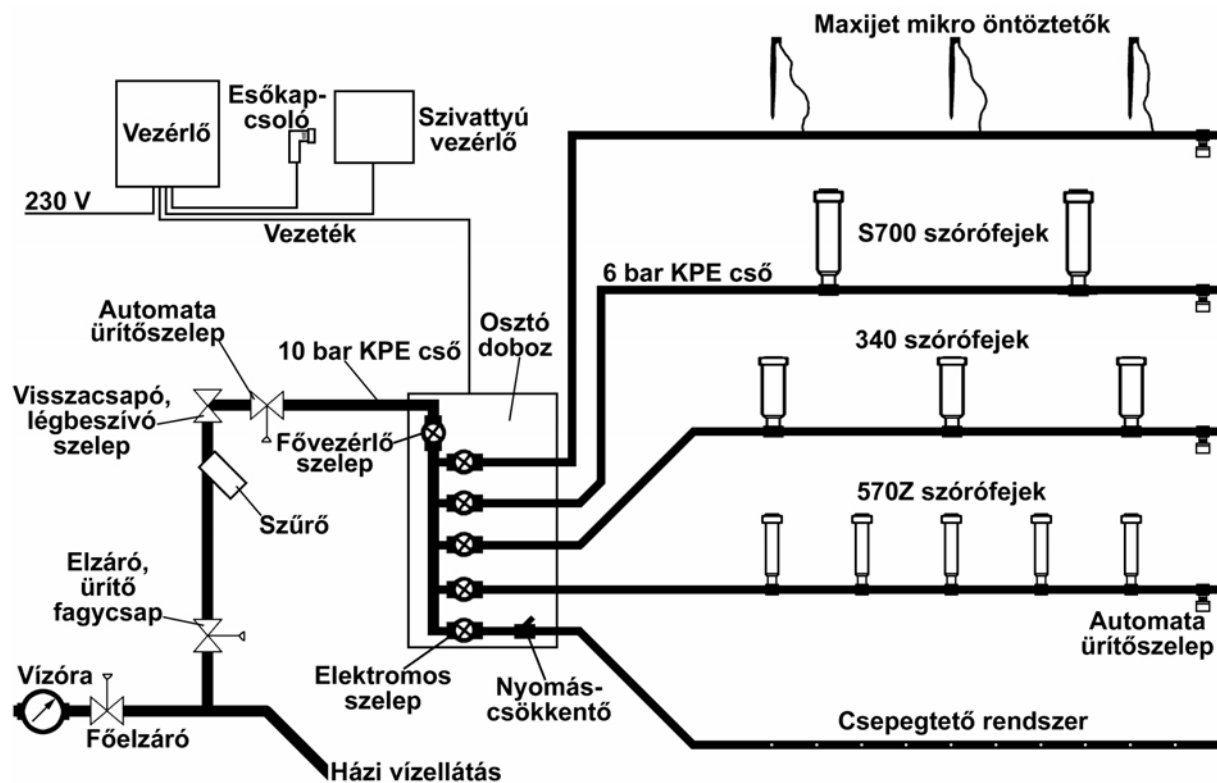 Maxijet mikro öntöztetők
Esőkap-
csoló
Vezérlő
Szivattyú
vezérlő
230 V
Vezeték
S700 szórófejek
6 bar KPE cső
Automata
ürítőszelep
10 bar KPE cső
Osztó
doboz
340 szórófejek
Visszacsapó,
légbeszívó
szelep
Fővezérlő
szelep
Szűrő
570Z szórófejek
Elzáró,
ürítő
fagycsap
Automata
ürítőszelep
Elektromos
szelep
Nyomás-
csökkentő
Vízóra
Főelzáró
Csepegtető rendszer
Házi vízellátás